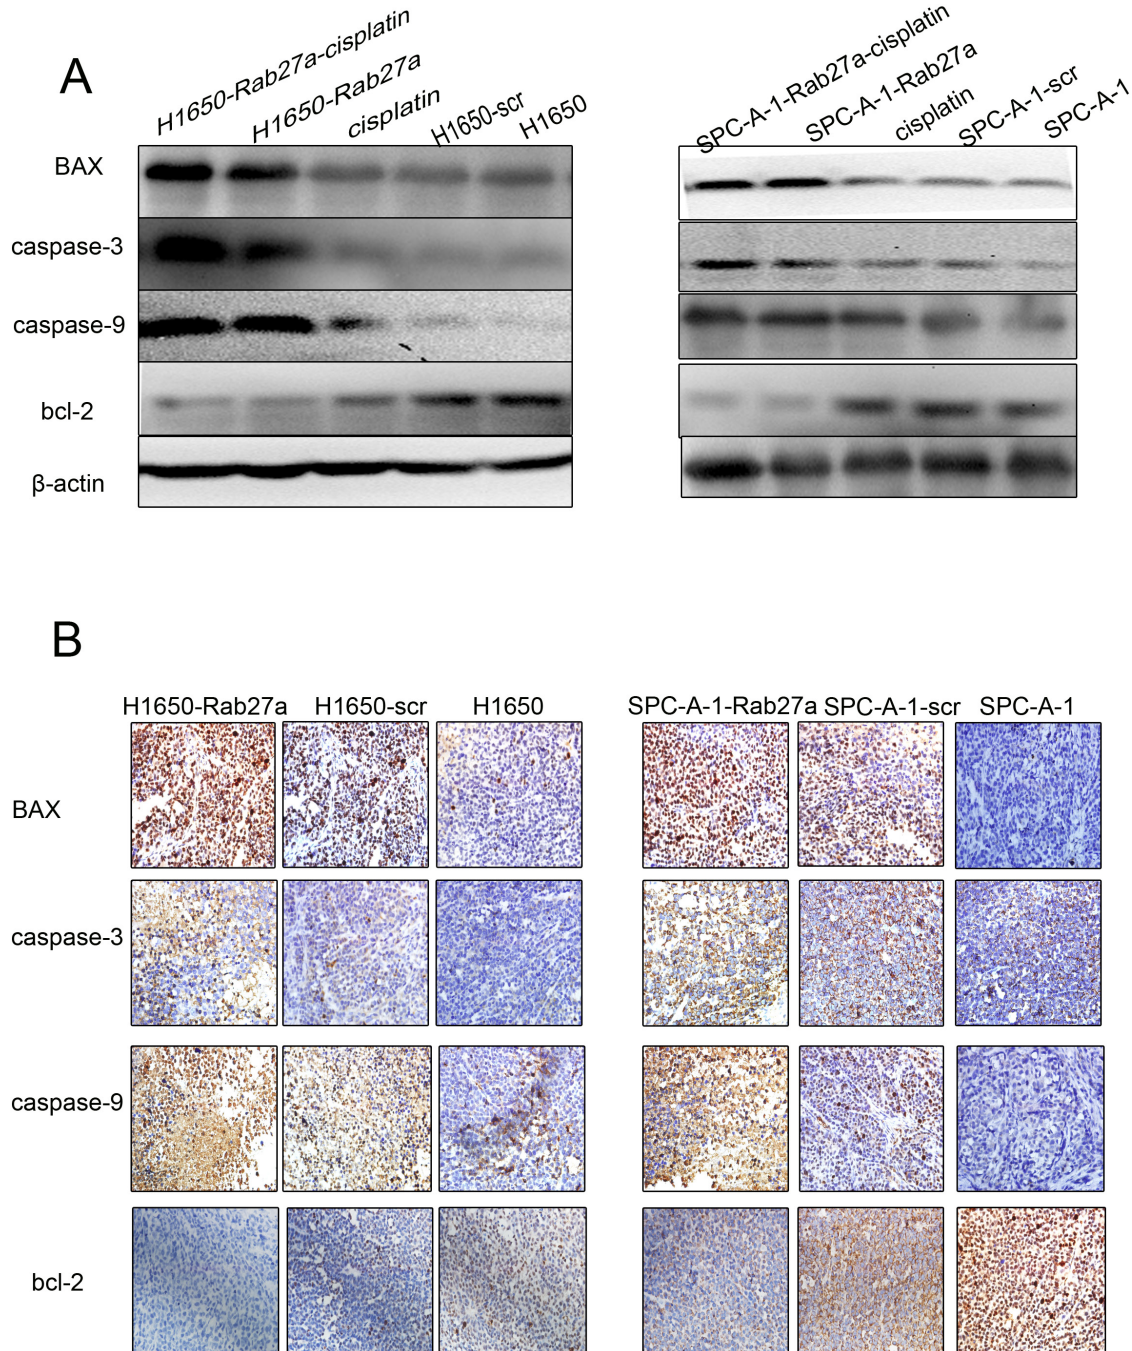 A
H1650-Rab27a-cisplatin
H1650-Rab27a
cisplatin
H1650-scr
H1650
SPC-A-1-Rab27a-cisplatin
SPC-A-1-Rab27a
cisplatin
SPC-A-1-scr
SPC-A-1
BAX
caspase-3
caspase-9
bcl-2
β-actin
B
H1650-Rab27a H1650-scr H1650 SPC-A-1-Rab27a SPC-A-1-scr SPC-A-1
BAX
caspase-3
caspase-9
bcl-2